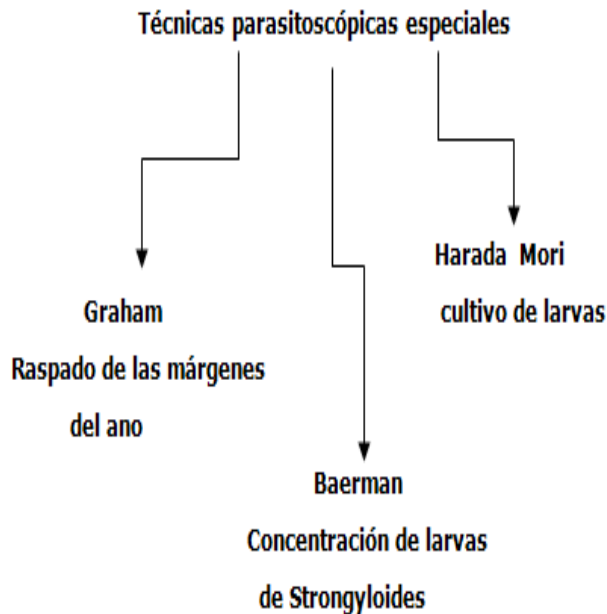 Técnicas parasitoscópicas especiales
Graham
Raspado de las márgenes
del ano
Baerman
Concentración de larvas
de Strongyloides
Harada Mori
cultivo de larvas